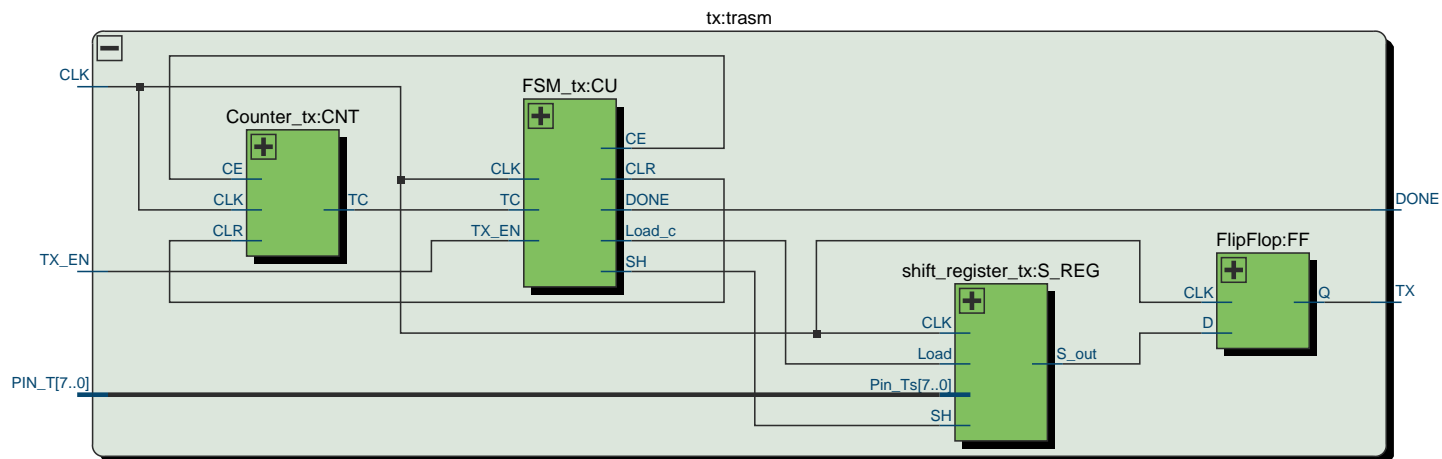 tx:trasm
CLK
FSM_tx:CU
Counter_tx:CNT
CE
CLK
CLR
TC
CLK
TC
TX_EN
CE
CLR
DONE
Load_c
SH
DONE
TX_EN
FlipFlop:FF
CLK
D
Q
TX
shift_register_tx:S_REG
CLK
Load
Pin_Ts[7..0]
SH
S_out
PIN_T[7..0]